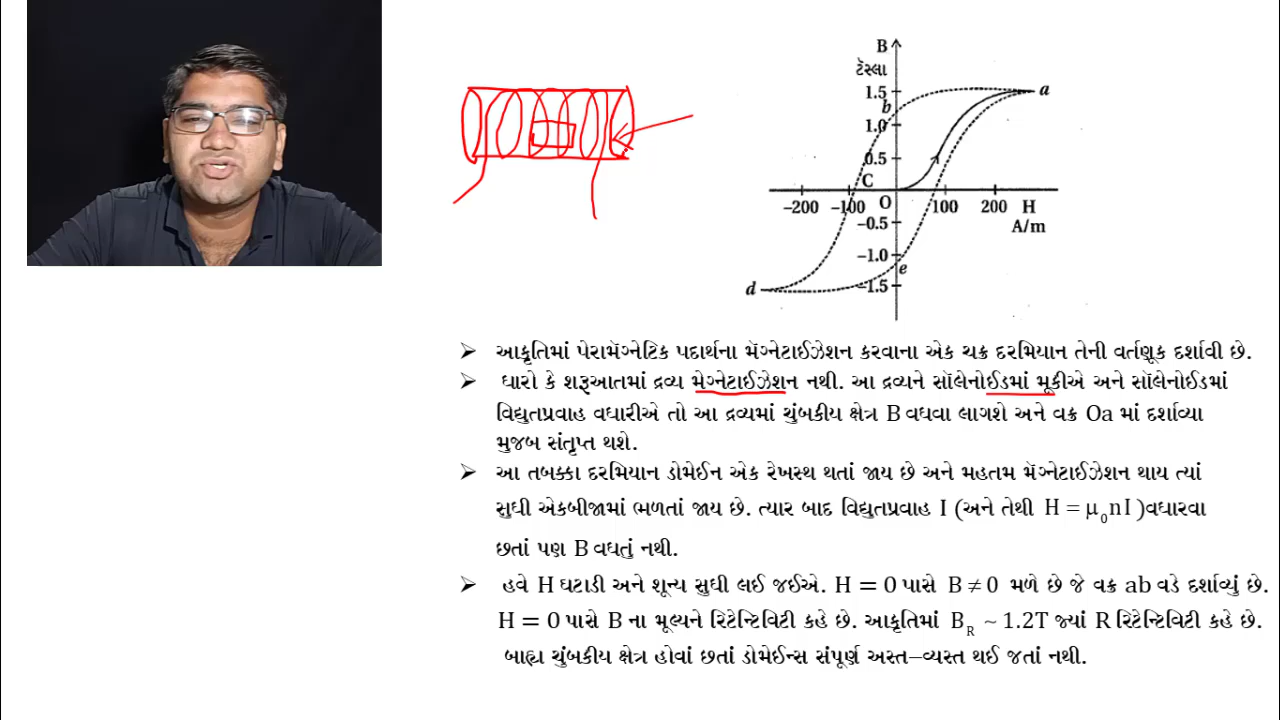 B
ટૅસ્લા
1.5
a
b
1.0
0.5
C
O
-200 -100 100 200 H
A/m
-0.5
-1.0
e
d
-1.5
➢ આકૃતિમાં પેરામૅગ્નેટિક પદાર્થના મૅગ્નેટાઈઝેશન કરવાના એક ચક્ર દરમિયાન તેની વર્તણૂક દર્શાવી છે.
➢ ધારો કે શરૂઆતમાં દ્રવ્ય મેગ્નેટાઈઝેશન નથી. આ દ્રવ્યને સૉલેનોઈડમાં મૂકીએ અને સૉલેનોઈડમાં
વિદ્યુતપ્રવાહ વધારીએ તો આ દ્રવ્યમાં ચુંબકીય ક્ષેત્ર B વધવા લાગશે અને વક્ર Oa માં દર્શાવ્યા
મુજબ સંતૃપ્ત થશે.
➢ આ તબક્કા દરમિયાન ડોમેઈન એક રેખસ્થ થતાં જાય છે અને મહતમ મૅગ્નેટાઈઝેશન થાય ત્યાં
સુધી એકબીજામાં ભળતાં જાય છે. ત્યાર બાદ વિદ્યુતપ્રવાહ I (અને તેથી H = μ₀nI )વધારવા
છતાં પણ B વધતું નથી.
➢ હવે H ઘટાડી અને શૂન્ય સુધી લઈ જઈએ. H = 0 પાસે B ≠ 0 મળે છે જે વક્ર ab વડે દર્શાવ્યું છે.
H = 0 પાસે B ના મૂલ્યને રિટેન્ટિવિટી કહે છે. આકૃતિમાં B_R ~ 1.2T જ્યાં R રિટેન્ટિવિટી કહે છે.
બાહ્ય ચુંબકીય ક્ષેત્ર હોવાં છતાં ડોમેઈન્સ સંપૂર્ણ અસ્ત-વ્યસ્ત થઈ જતાં નથી.